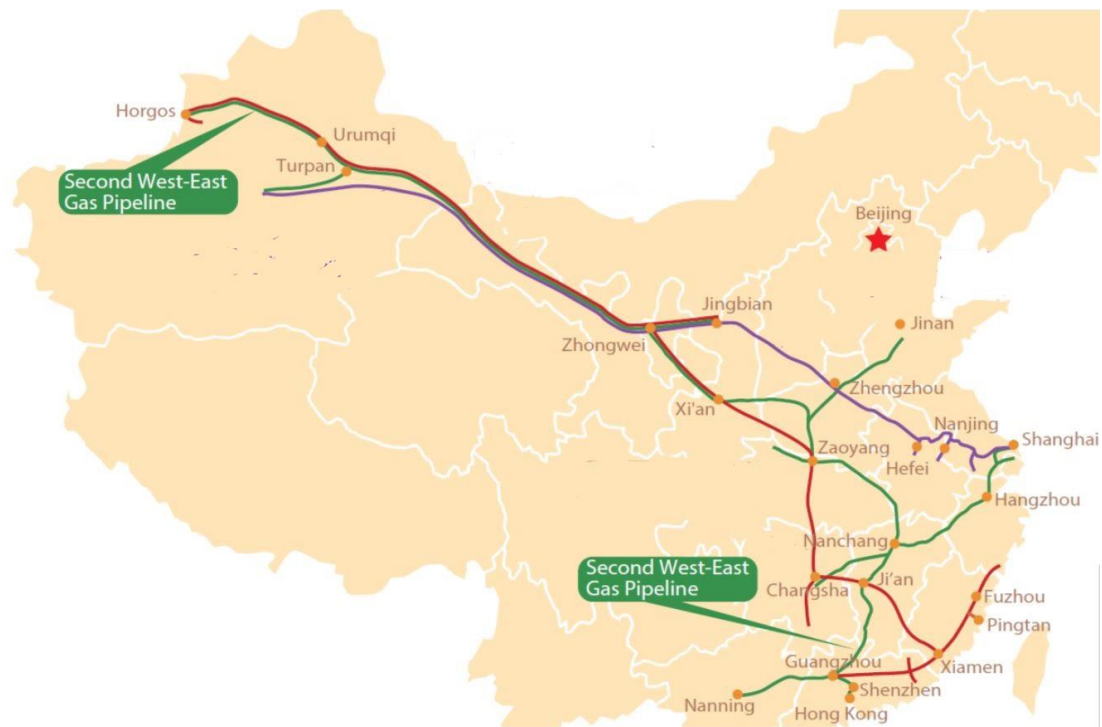 Horgos
Urumqi
Turpan
Second West-East
Gas Pipeline
Beijing
Jingbian
Jinan
Zhongwei
Zhengzhou
Xi'an
Nanjing
Shanghai
Zaoyang
Hefei
Hangzhou
Nanchang
Second West-East
Gas Pipeline
Changsha
Ji'an
Fuzhou
Pingtan
Guangzhou
Xiamen
Shenzhen
Nanning
Hong Kong